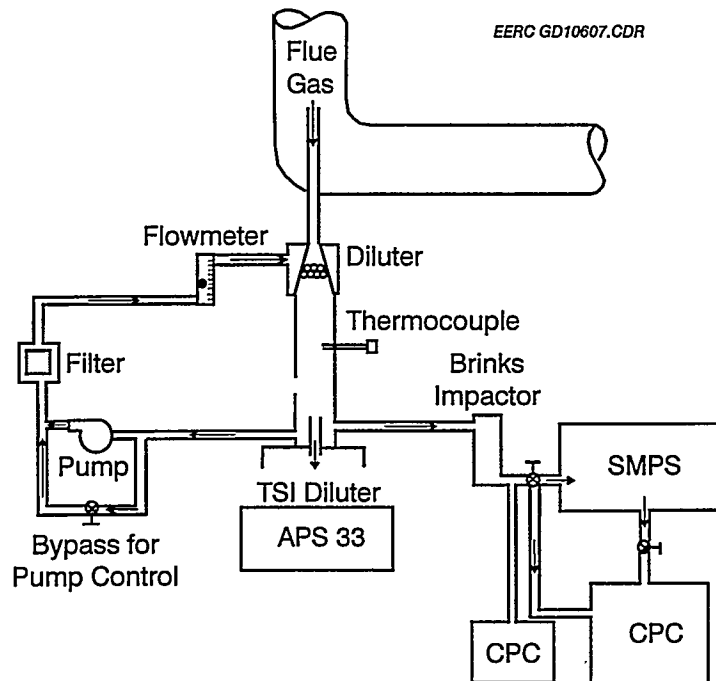 EERC GD10607.CDR
Flue
Gas
Flowmeter
Diluter
Thermocouple
Filter
Brinks
Impactor
Pump
SMPS
TSI Diluter
APS 33
Bypass for
Pump Control
CPC
CPC